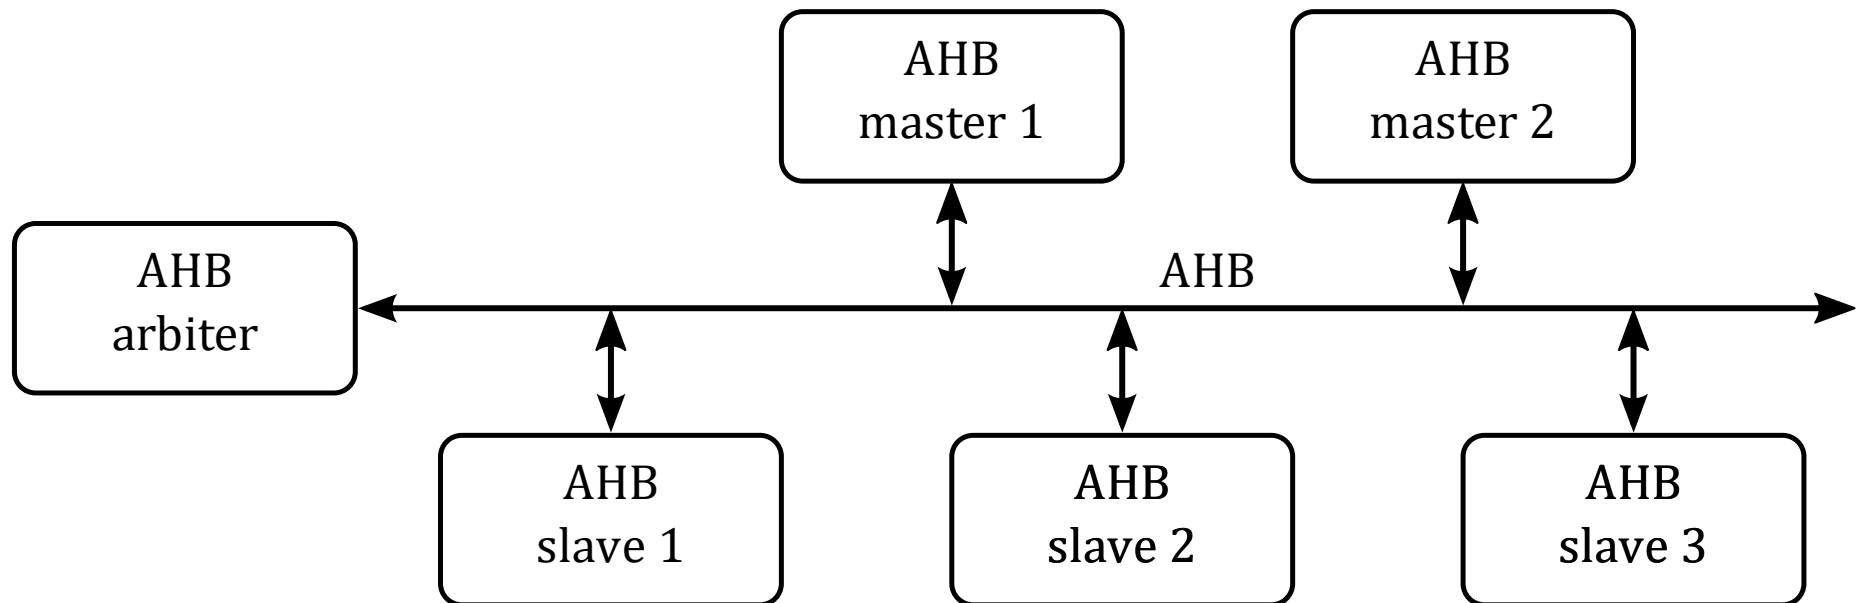 AHB
master 1
AHB
master 2
AHB
arbiter
AHB
AHB
slave 1
AHB
slave 2
AHB
slave 3